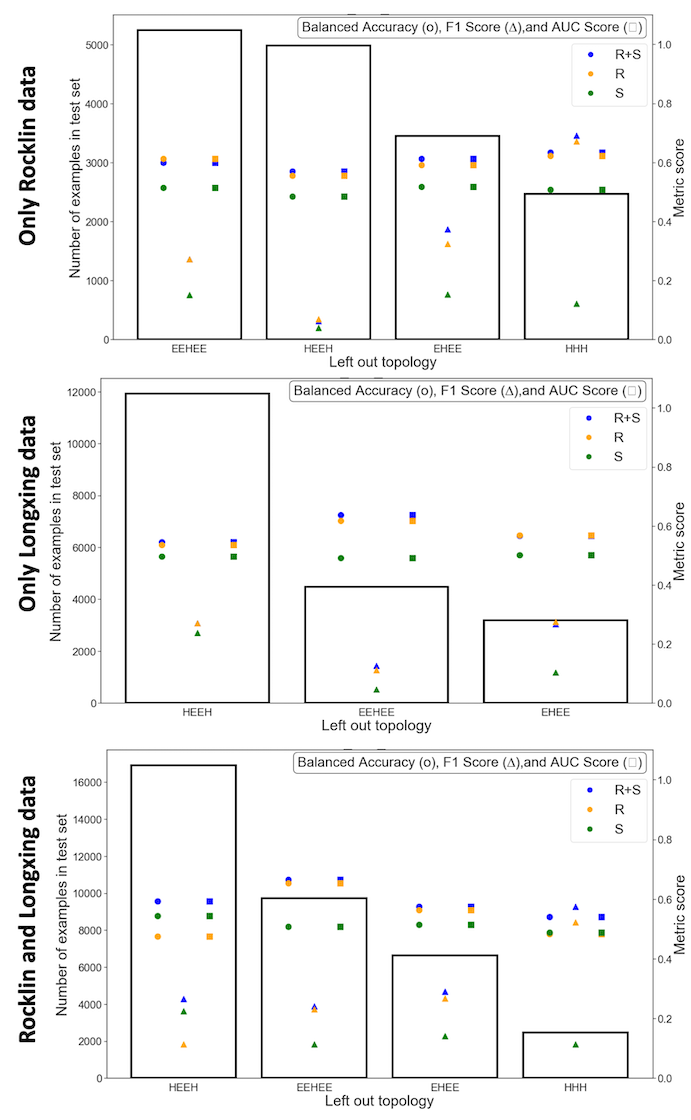 Only Rocklin data
Balanced Accuracy (o), F1 Score (Δ),and AUC Score (□)
R+S
R
S
Number of examples in test set
5000
4000
3000
2000
1000
0
1.0
0.8
0.6
0.4
0.2
0.0
Metric score
EEHEE HEEH EHEE HHH
Left out topology
Only Longxing data
Balanced Accuracy (o), F1 Score (Δ),and AUC Score (□)
R+S
R
S
Number of examples in test set
12000
10000
8000
6000
4000
2000
0
1.0
0.8
0.6
0.4
0.2
0.0
Metric score
HEEH EEHEE EHEE
Left out topology
Rocklin and Longxing data
Balanced Accuracy (o), F1 Score (Δ),and AUC Score (□)
R+S
R
S
Number of examples in test set
16000
14000
12000
10000
8000
6000
4000
2000
0
1.0
0.8
0.6
0.4
0.2
0.0
Metric score
HEEH EEHEE EHEE HHH
Left out topology